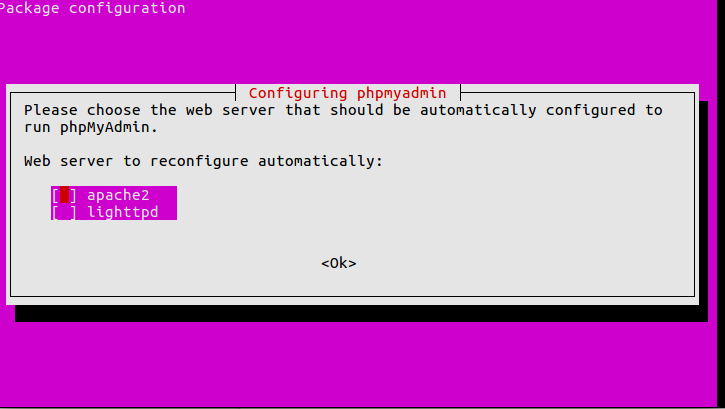 Package configuration
Configuring phpmyadmin
Please choose the web server that should be automatically configured to
run phpMyAdmin.
Web server to reconfigure automatically:
[ ] apache2
[ ] lighttpd
<Ok>